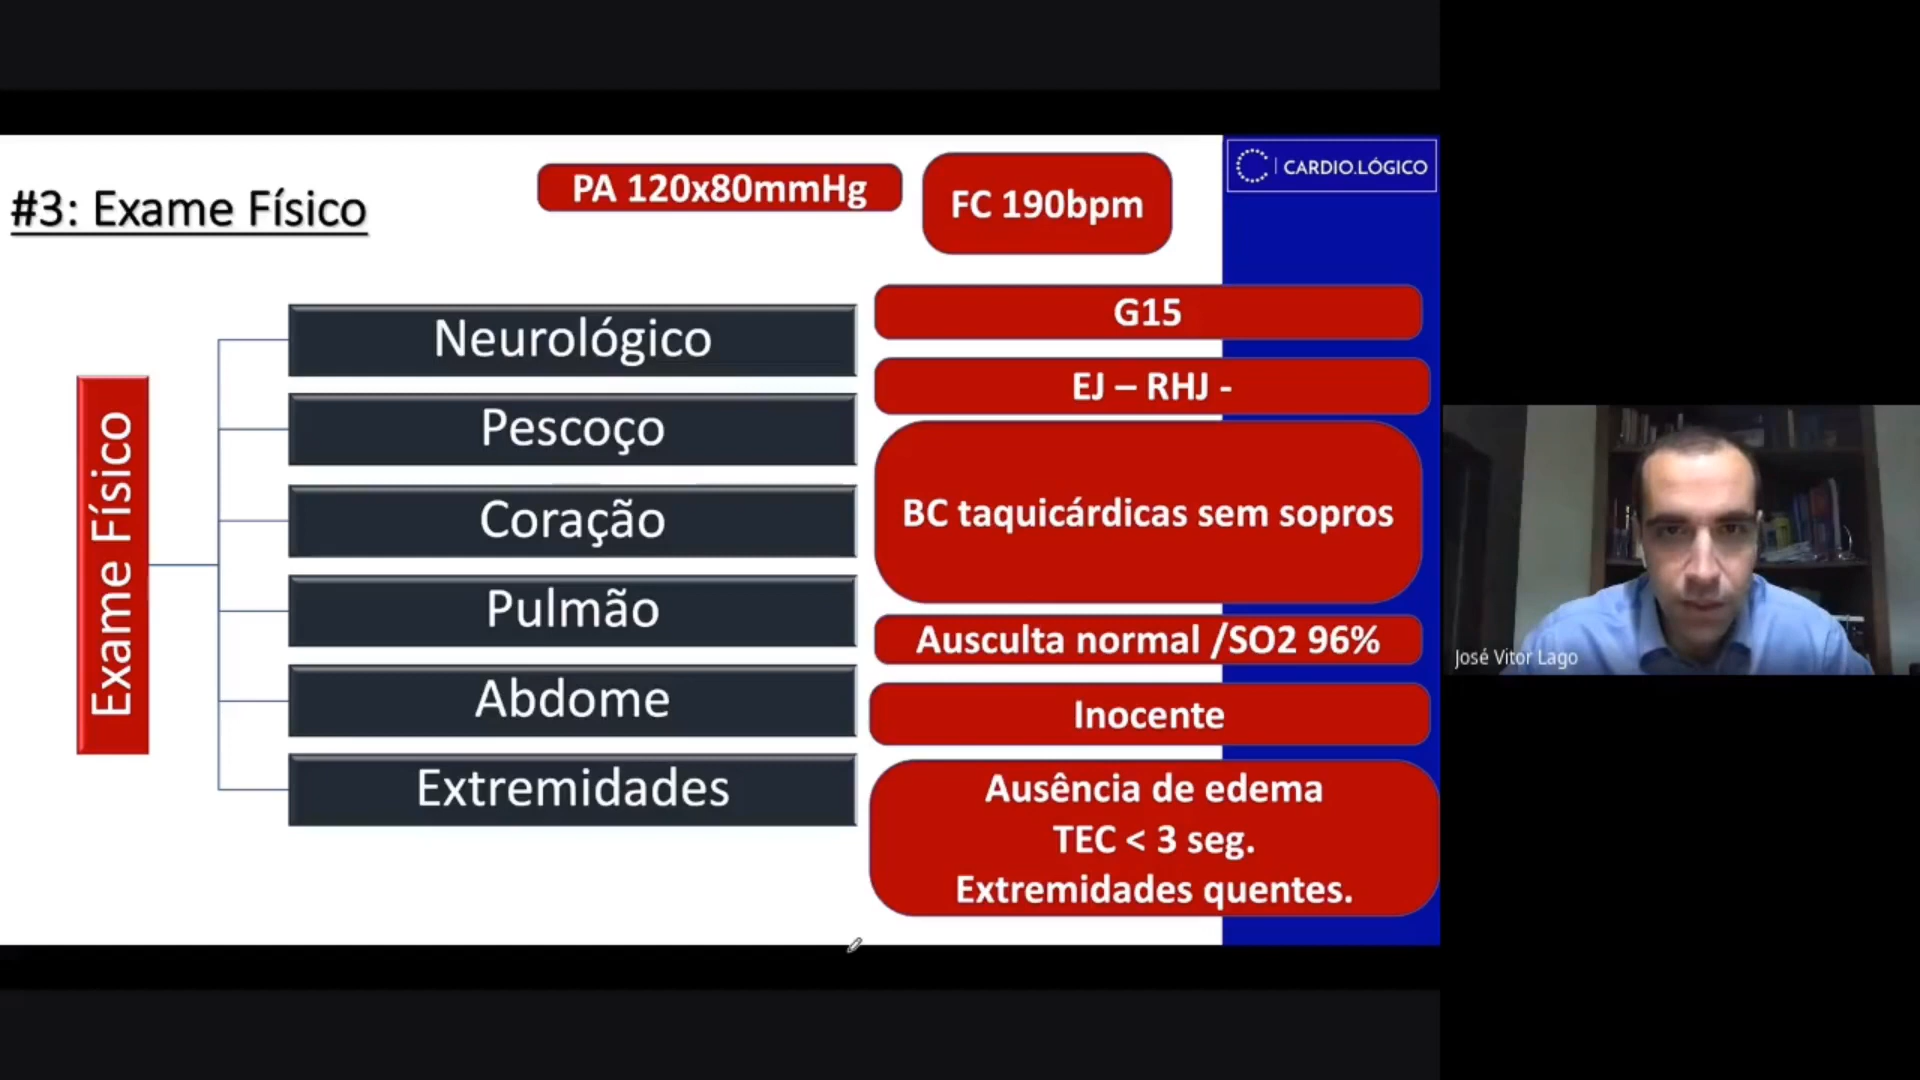 #3: Exame Físico
PA 120x80mmHg
FC 190bpm
CARDIO.LÓGICO
Exame Físico
Neurológico
G15
Pescoço
EJ – RHJ -
Coração
BC taquicárdicas sem sopros
Pulmão
Ausculta normal /SO2 96%
Abdome
Inocente
Extremidades
Ausência de edema
TEC < 3 seg.
Extremidades quentes.
José Vitor Lago